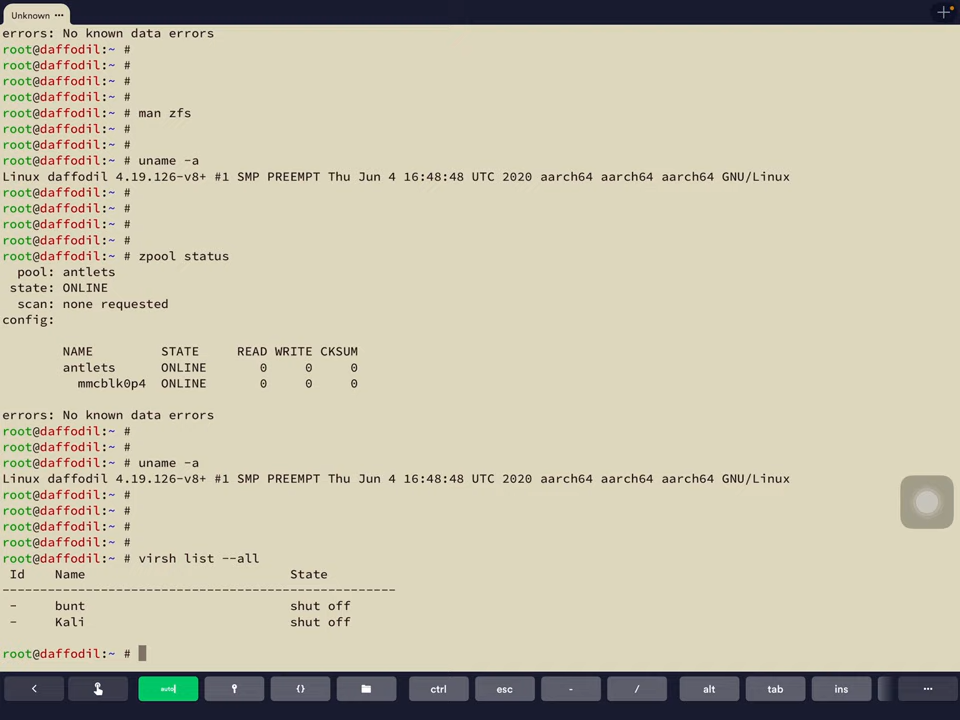 Unknown •••
errors: No known data errors
root@daffodil:~ #
root@daffodil:~ #
root@daffodil:~ #
root@daffodil:~ #
root@daffodil:~ # man zfs
root@daffodil:~ #
root@daffodil:~ #
root@daffodil:~ # uname -a
Linux daffodil 4.19.126-v8+ #1 SMP PREEMPT Thu Jun 4 16:48:48 UTC 2020 aarch64 aarch64 aarch64 GNU/Linux
root@daffodil:~ #
root@daffodil:~ #
root@daffodil:~ #
root@daffodil:~ #
root@daffodil:~ # zpool status
  pool: antlets
 state: ONLINE
  scan: none requested
config:
        NAME        STATE     READ WRITE CKSUM
        antlets     ONLINE       0     0     0
          mmcblk0p4 ONLINE       0     0     0
errors: No known data errors
root@daffodil:~ #
root@daffodil:~ #
root@daffodil:~ # uname -a
Linux daffodil 4.19.126-v8+ #1 SMP PREEMPT Thu Jun 4 16:48:48 UTC 2020 aarch64 aarch64 aarch64 GNU/Linux
root@daffodil:~ #
root@daffodil:~ #
root@daffodil:~ #
root@daffodil:~ #
root@daffodil:~ # virsh list --all
 Id    Name                           State
----------------------------------------------------
 -     bunt                           shut off
 -     Kali                           shut off
root@daffodil:~ #
auto {} ctrl esc - / alt tab ins •••